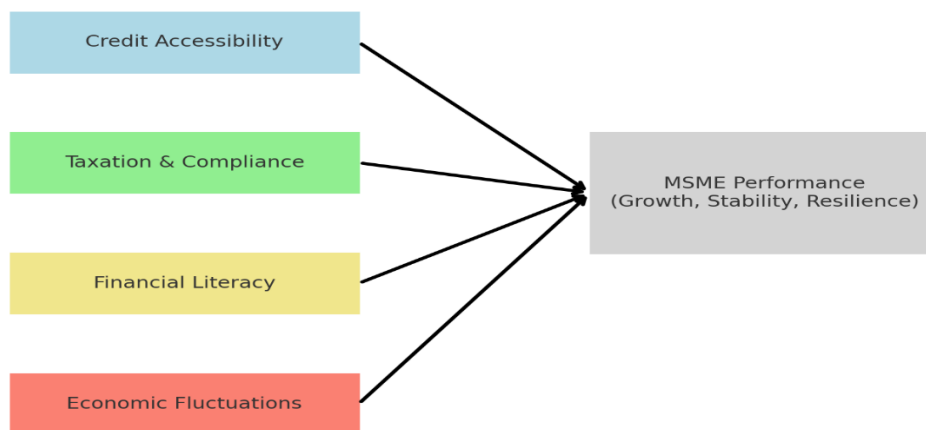 Credit Accessibility
Taxation & Compliance
MSME Performance
(Growth, Stability, Resilience)
Financial Literacy
Economic Fluctuations